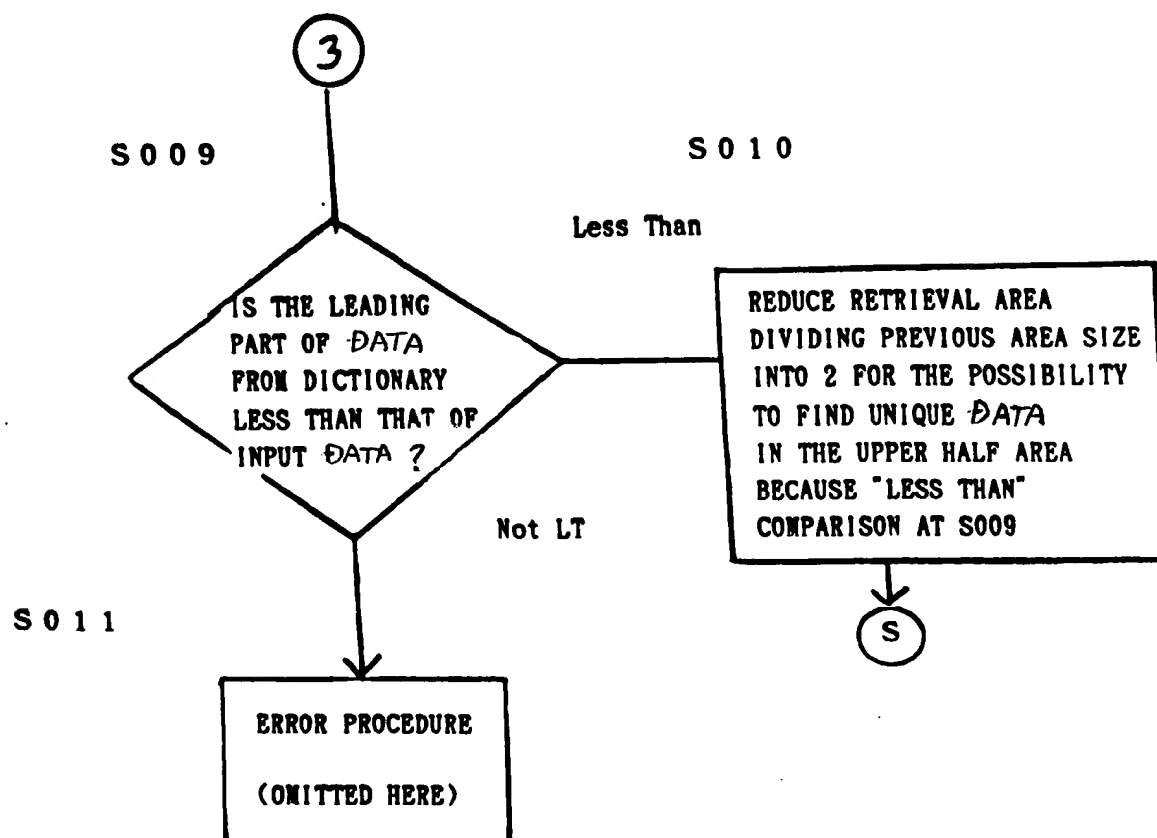 3
S009
S010
Less Than
IS THE LEADING
PART OF DATA
FROM DICTIONARY
LESS THAN THAT OF
INPUT DATA ?
REDUCE RETRIEVAL AREA
DIVIDING PREVIOUS AREA SIZE
INTO 2 FOR THE POSSIBILITY
TO FIND UNIQUE DATA
IN THE UPPER HALF AREA
BECAUSE "LESS THAN"
COMPARISON AT S009
Not LT
S
S011
ERROR PROCEDURE
(OMITTED HERE)